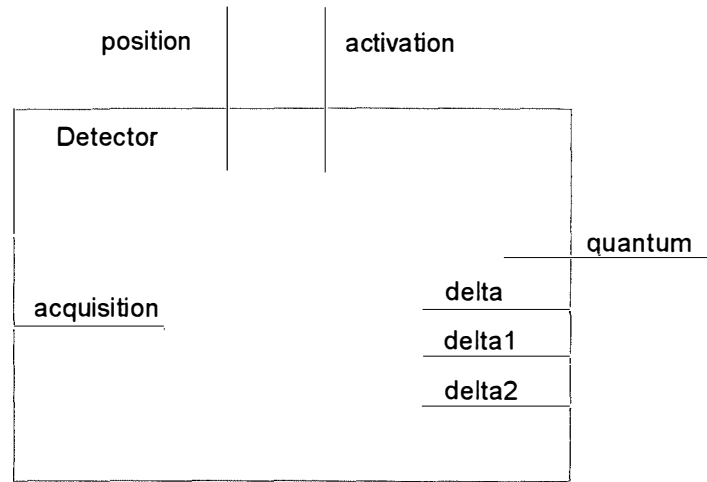 position
activation
Detector
quantum
delta
acquisition
delta1
delta2